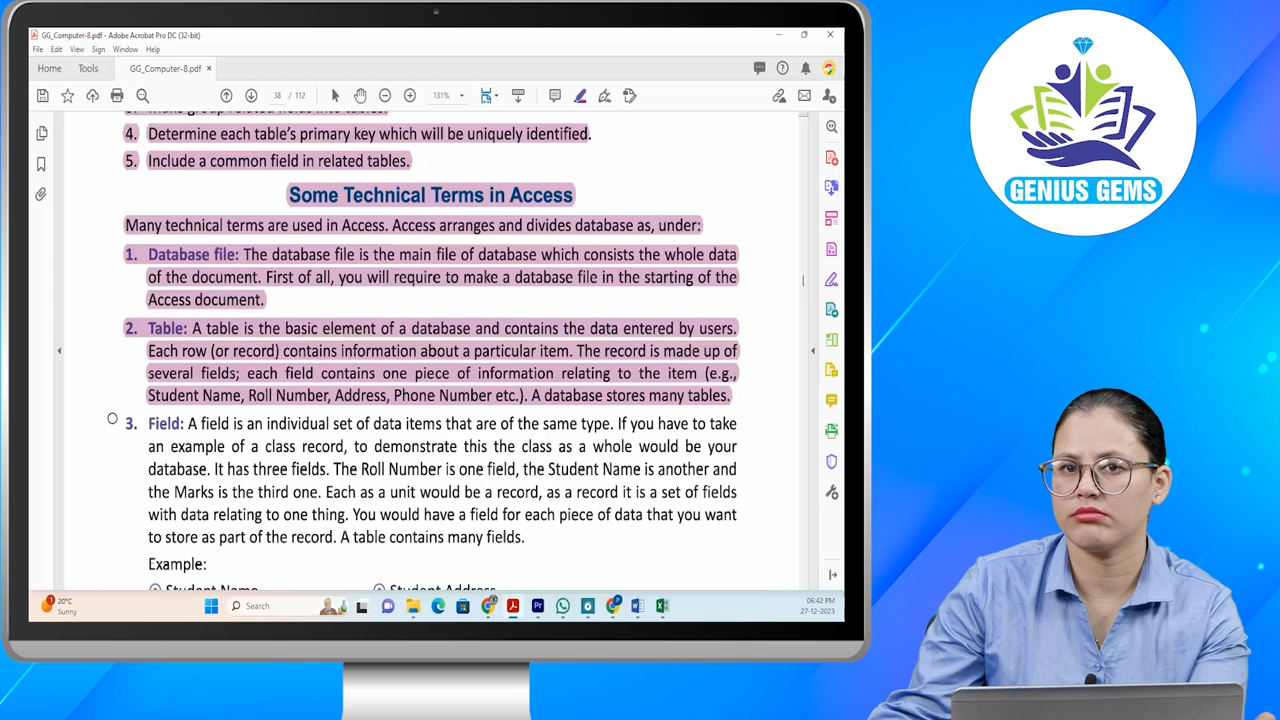 GG_Computer-8.pdf - Adobe Acrobat Pro DC (32-bit)
File Edit View Sign Window Help
Home Tools GG_Computer-8.pdf ×
38 / 112 131%
4. Determine each table's primary key which will be uniquely identified.
5. Include a common field in related tables.
Some Technical Terms in Access
Many technical terms are used in Access. Access arranges and divides database as, under:
1. Database file: The database file is the main file of database which consists the whole data
of the document. First of all, you will require to make a database file in the starting of the
Access document.
2. Table: A table is the basic element of a database and contains the data entered by users.
Each row (or record) contains information about a particular item. The record is made up of
several fields; each field contains one piece of information relating to the item (e.g.,
Student Name, Roll Number, Address, Phone Number etc.). A database stores many tables.
3. Field: A field is an individual set of data items that are of the same type. If you have to take
an example of a class record, to demonstrate this the class as a whole would be your
database. It has three fields. The Roll Number is one field, the Student Name is another and
the Marks is the third one. Each as a unit would be a record, as a record it is a set of fields
with data relating to one thing. You would have a field for each piece of data that you want
to store as part of the record. A table contains many fields.
Example:
Student Name Student Address
20°C
Sunny
Search
06:42 PM
27-12-2023
GENIUS GEMS